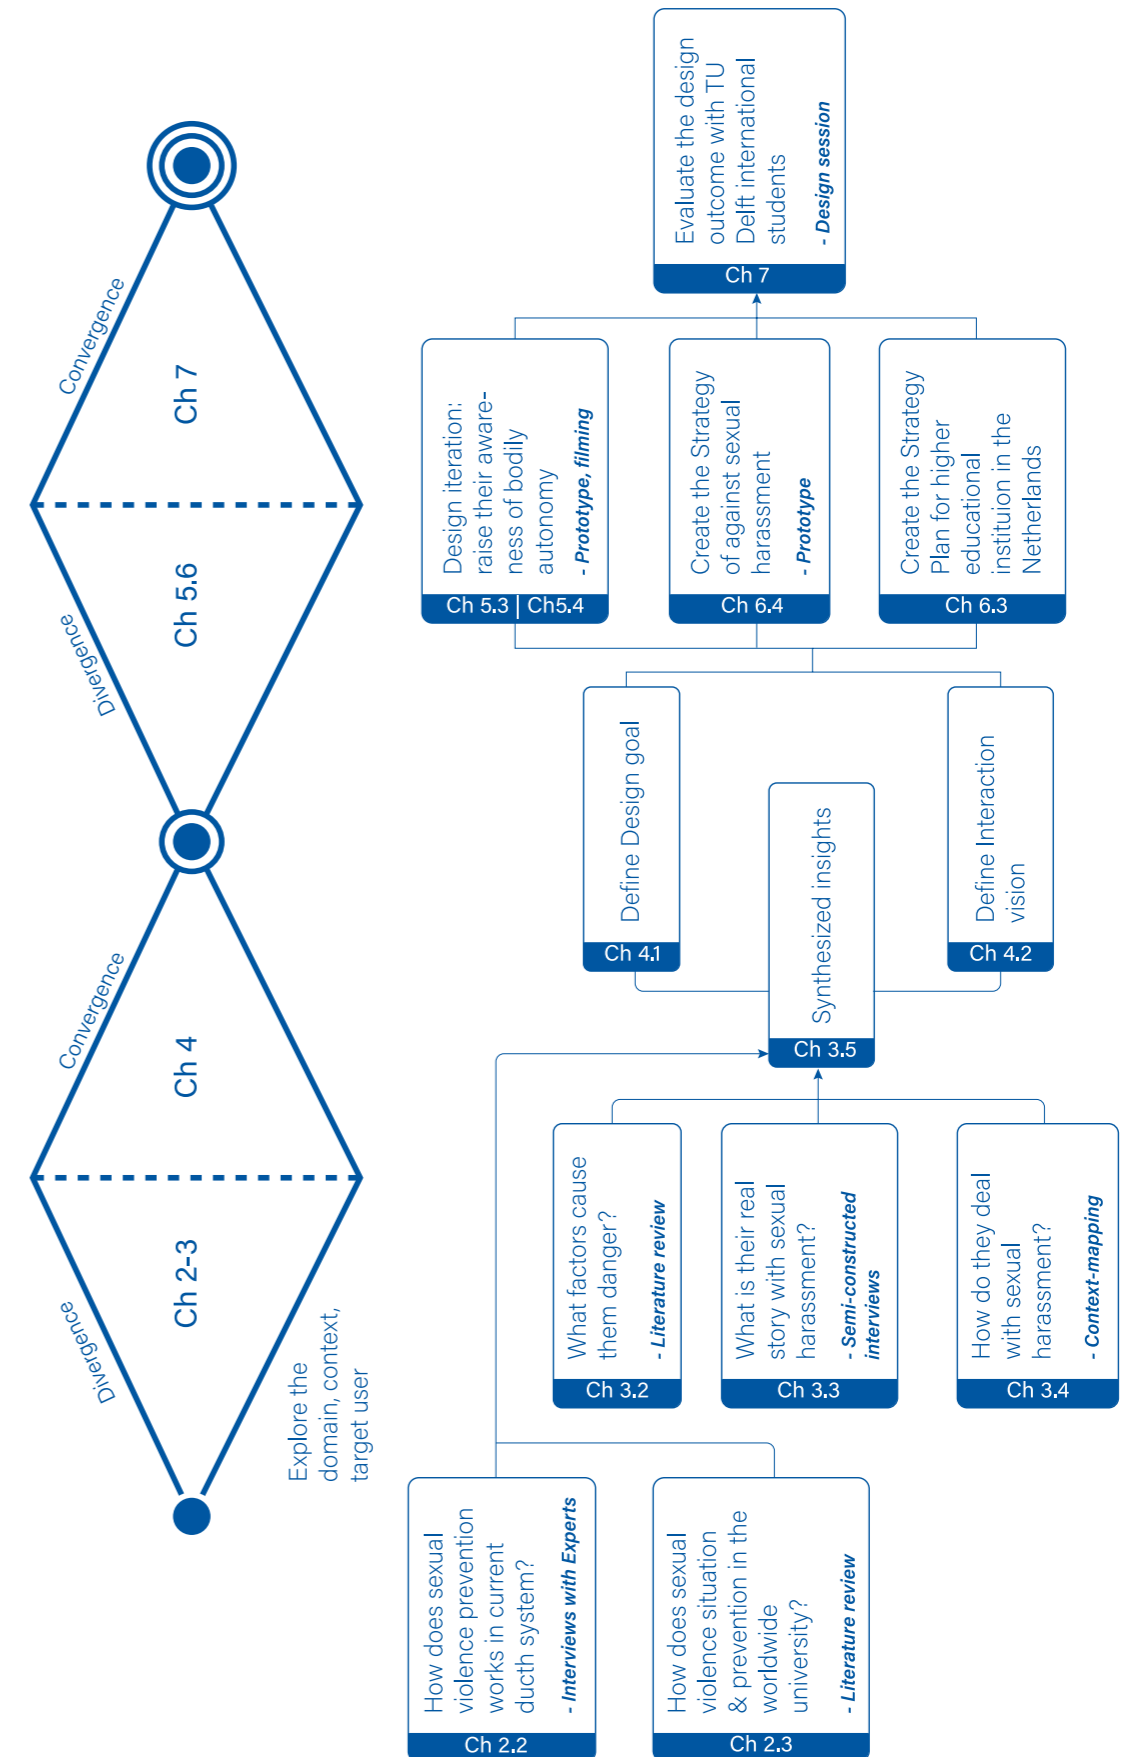 Divergence
Convergence
Divergence
Convergence
Ch 2-3
Ch 4
Ch 5.6
Ch 7
Explore the
domain, context,
target user
How does sexual
violence prevention
works in current
ducth system?
- Interviews with Experts
Ch 2.2
How does sexual
violence situation
& prevention in the
worldwide
university?
- Literature review
Ch 2.3
What factors cause
them danger?
- Literature review
Ch 3.2
What is their real
story with sexual
harassment?
- Semi-constructed
interviews
Ch 3.3
How do they deal
with sexual
harassment?
- Context-mapping
Ch 3.4
Synthesized insights
Ch 3.5
Define Design goal
Ch 4.1
Define Interaction
vision
Ch 4.2
Design iteration:
raise their aware-
ness of bodily
autonomy
- Prototype, filming
Ch 5.3 | Ch5.4
Create the Strategy
of against sexual
harassment
- Prototype
Ch 6.4
Create the Strategy
Plan for higher
educational
instituion in the
Netherlands
Ch 6.3
Evaluate the design
outcome with TU
Delft international
students
- Design session
Ch 7